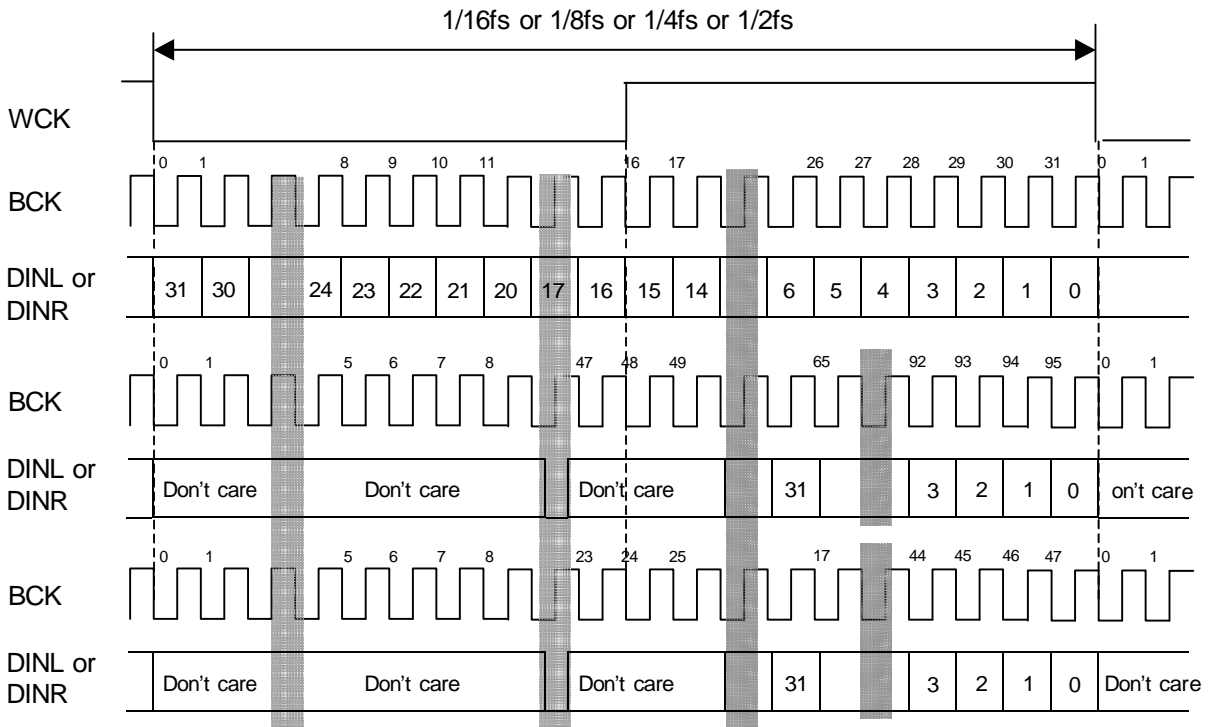 1/16fs or 1/8fs or 1/4fs or 1/2fs
WCK
0 1 8 9 10 11 16 17 26 27 28 29 30 31 0 1
BCK
DINL or
DINR
31 30 24 23 22 21 20 17 16 15 14 6 5 4 3 2 1 0
0 1 5 6 7 8 47 48 49 65 92 93 94 95 0 1
BCK
DINL or
DINR
Don't care Don't care Don't care 31 3 2 1 0 on't care
0 1 5 6 7 8 23 24 25 17 44 45 46 47 0 1
BCK
DINL or
DINR
Don't care Don't care Don't care 31 3 2 1 0 Don't care